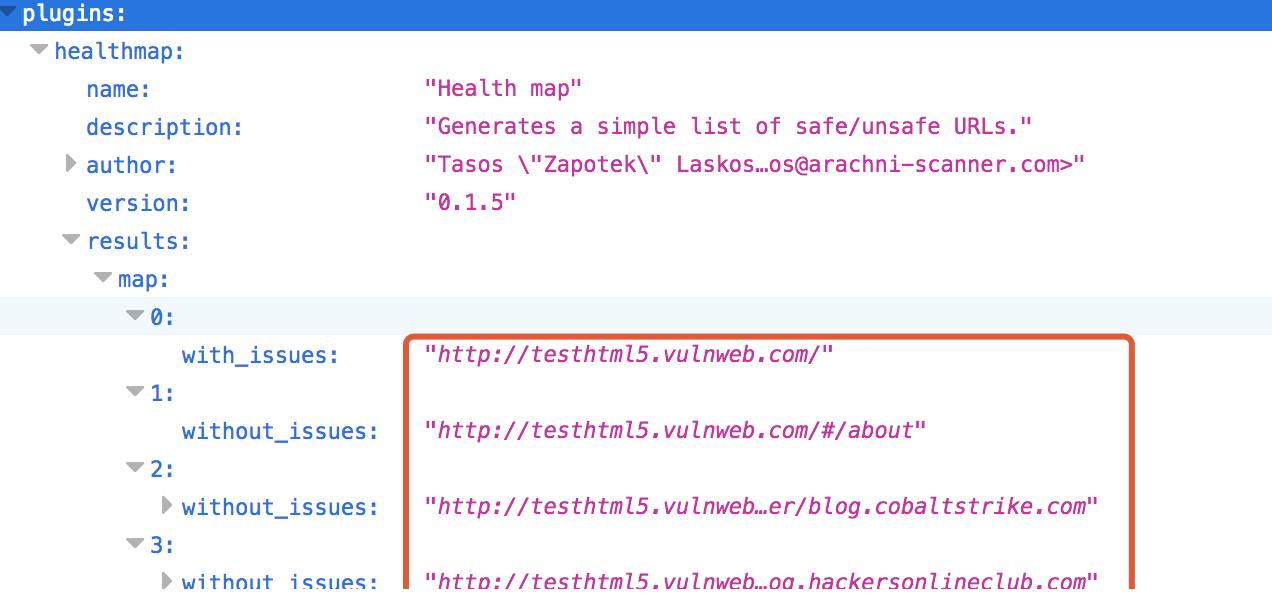 plugins:
healthmap:
name: "Health map"
description: "Generates a simple list of safe/unsafe URLs."
author: "Tasos \"Zapotek\" Laskos…os@arachni-scanner.com>"
version: "0.1.5"
results:
map:
0:
with_issues: "http://testhtml5.vulnweb.com/"
1:
without_issues: "http://testhtml5.vulnweb.com/#/about"
2:
without_issues: "http://testhtml5.vulnweb…er/blog.cobaltstrike.com"
3:
without_issues: "http://testhtml5.vulnweb…og.hackersonlineclub.com"